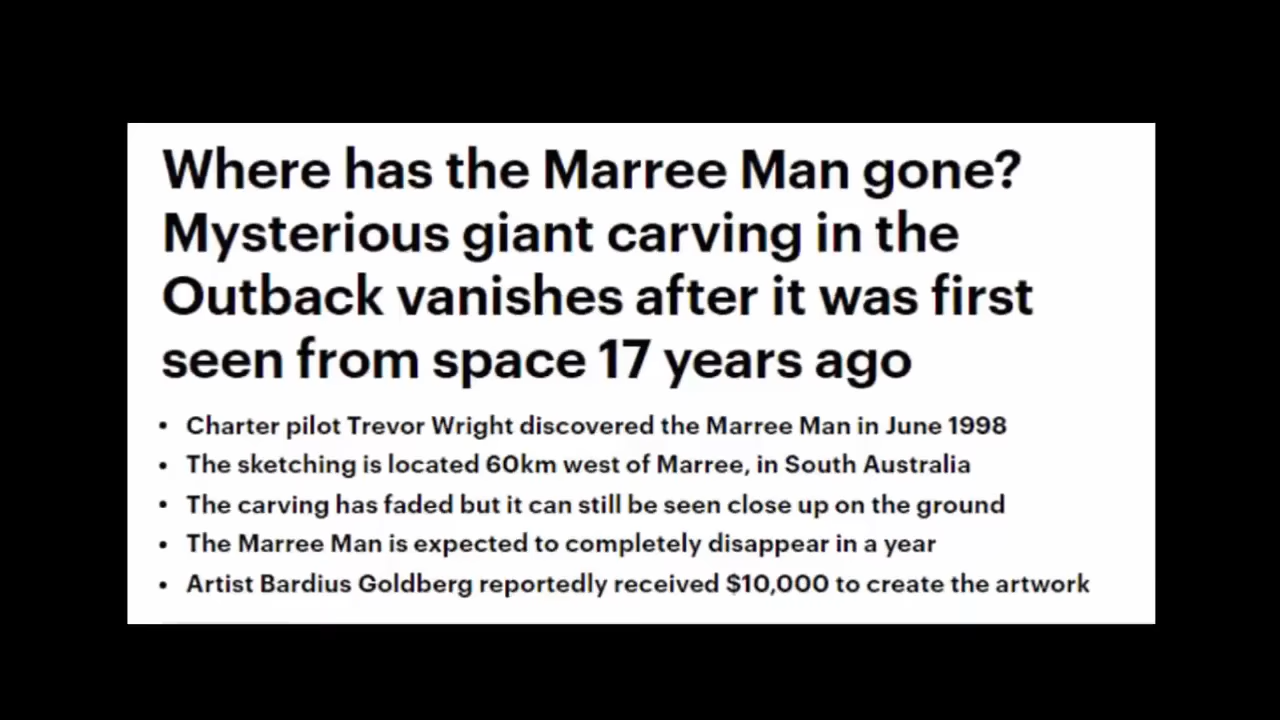 Where has the Marree Man gone?
Mysterious giant carving in the
Outback vanishes after it was first
seen from space 17 years ago
• Charter pilot Trevor Wright discovered the Marree Man in June 1998
• The sketching is located 60km west of Marree, in South Australia
• The carving has faded but it can still be seen close up on the ground
• The Marree Man is expected to completely disappear in a year
• Artist Bardius Goldberg reportedly received $10,000 to create the artwork